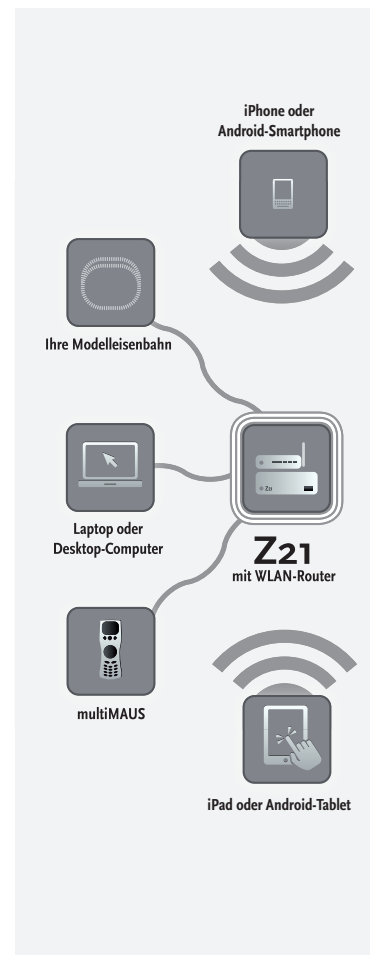 iPhone oder
Android-Smartphone
Ihre Modelleisenbahn
Laptop oder
Desktop-Computer
Z21
mit WLAN-Router
multiMAUS
iPad oder Android-Tablet